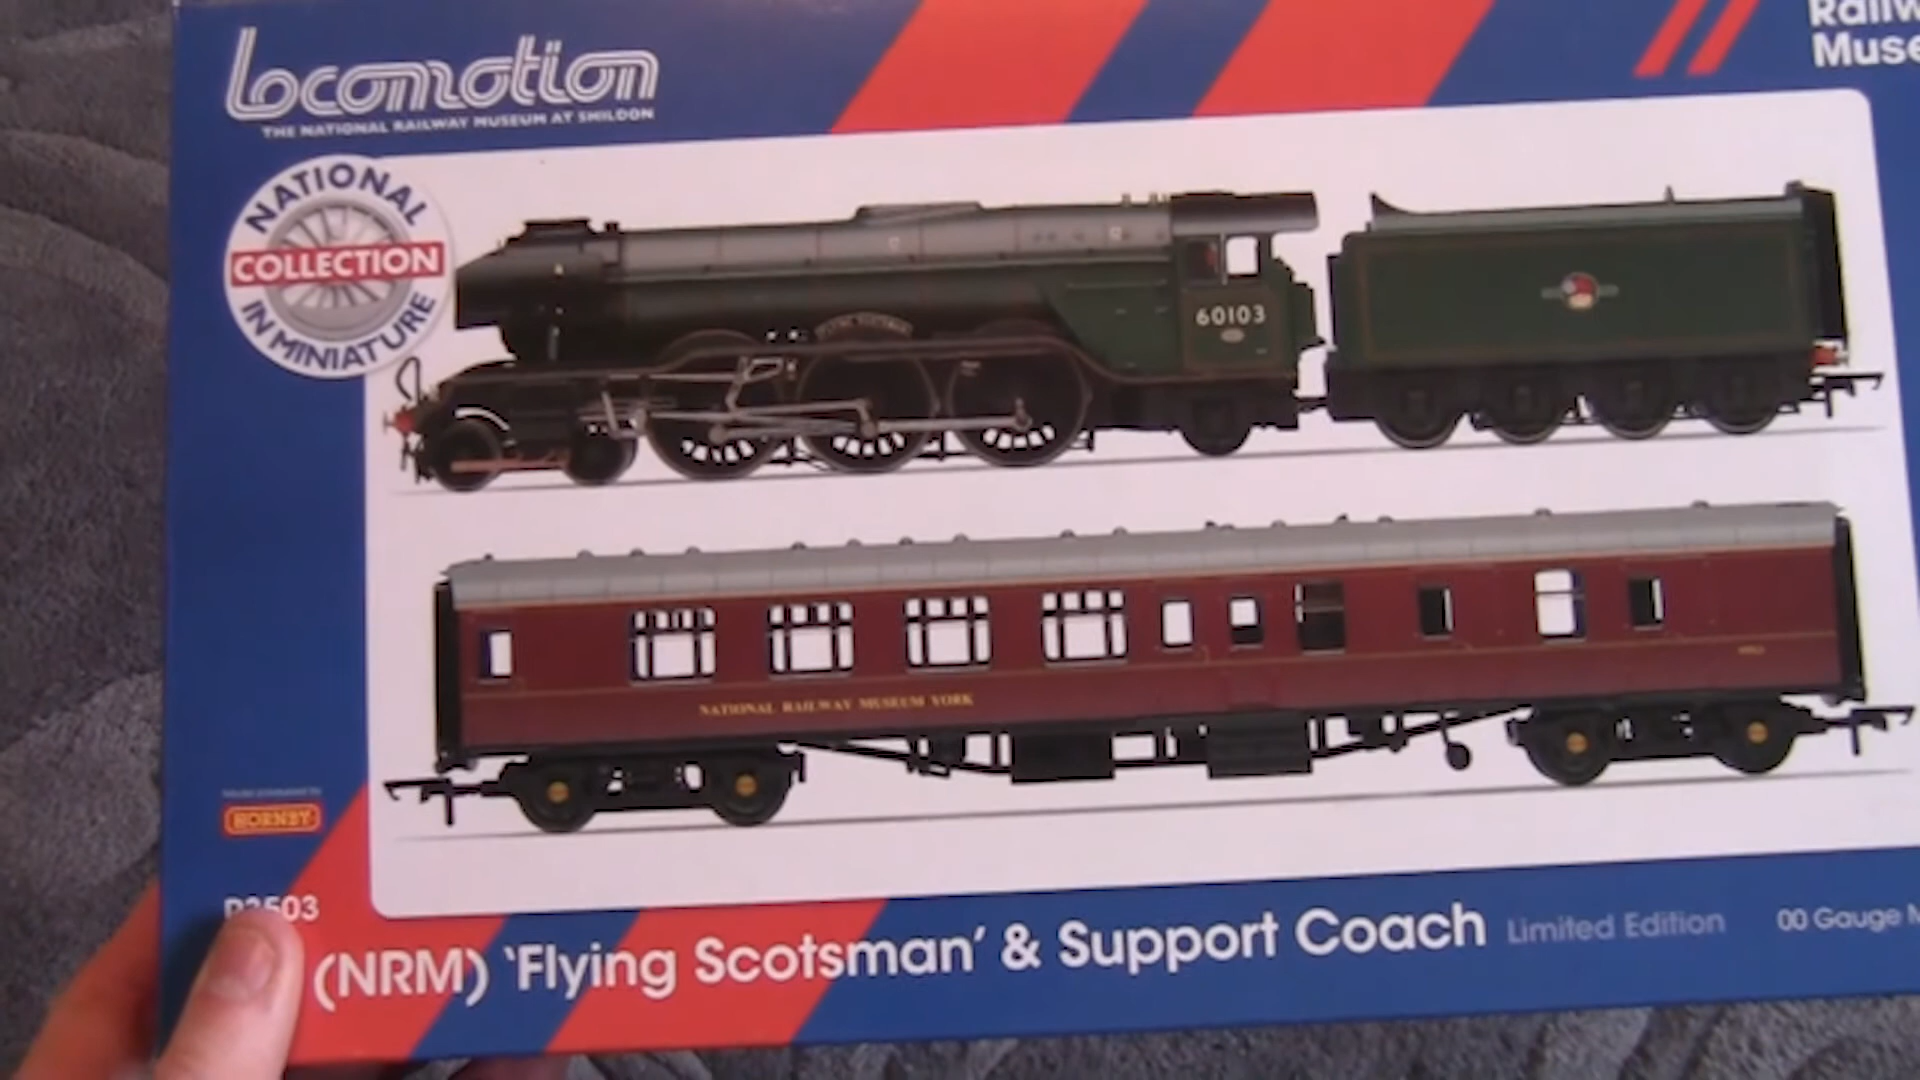 Locomotion
THE NATIONAL RAILWAY MUSEUM AT SHILDON
Railw
Muse
NATIONAL
COLLECTION
IN MINIATURE
60103
NATIONAL RAILWAY MUSEUM YORK
HORNBY
(NRM) 'Flying Scotsman' & Support Coach Limited Edition 00 Gauge M